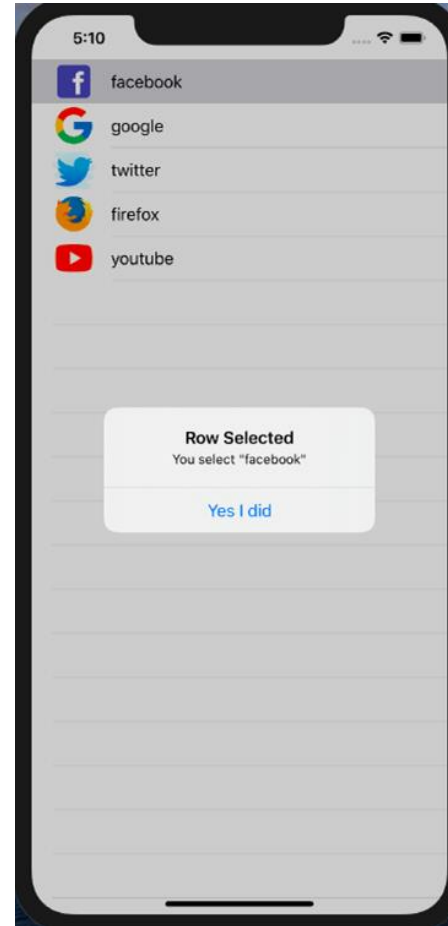 5:10
facebook
google
twitter
firefox
youtube
Row Selected
You select "facebook"
Yes I did